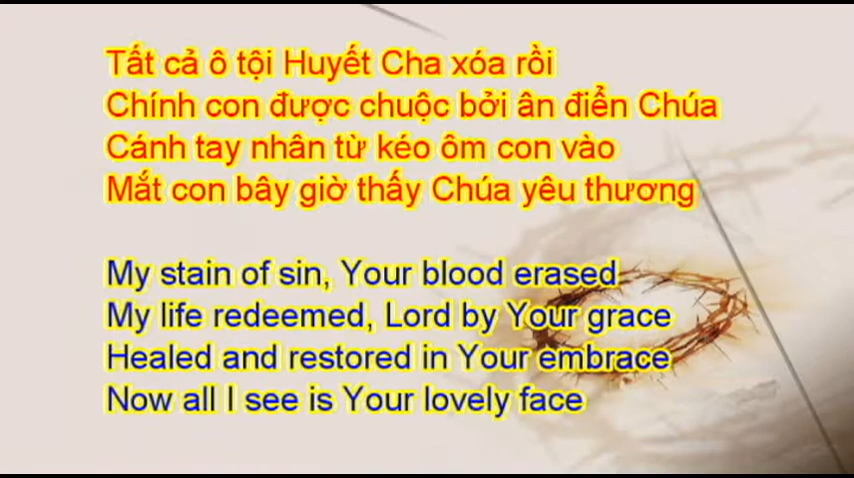 Tất cả ô tội Huyết Cha xóa rồi
Chính con được chuộc bởi ân điển Chúa
Cánh tay nhân từ kéo ôm con vào
Mắt con bây giờ thấy Chúa yêu thương
My stain of sin, Your blood erased
My life redeemed, Lord by Your grace
Healed and restored in Your embrace
Now all I see is Your lovely face